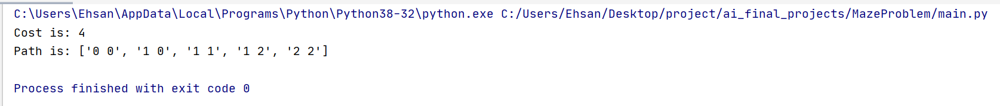 C:\Users\Ehsan\AppData\Local\Programs\Python\Python38-32\python.exe C:/Users/Ehsan/Desktop/project/ai_final_projects/MazeProblem/main.py
Cost is: 4
Path is: ['0 0', '1 0', '1 1', '1 2', '2 2']
Process finished with exit code 0